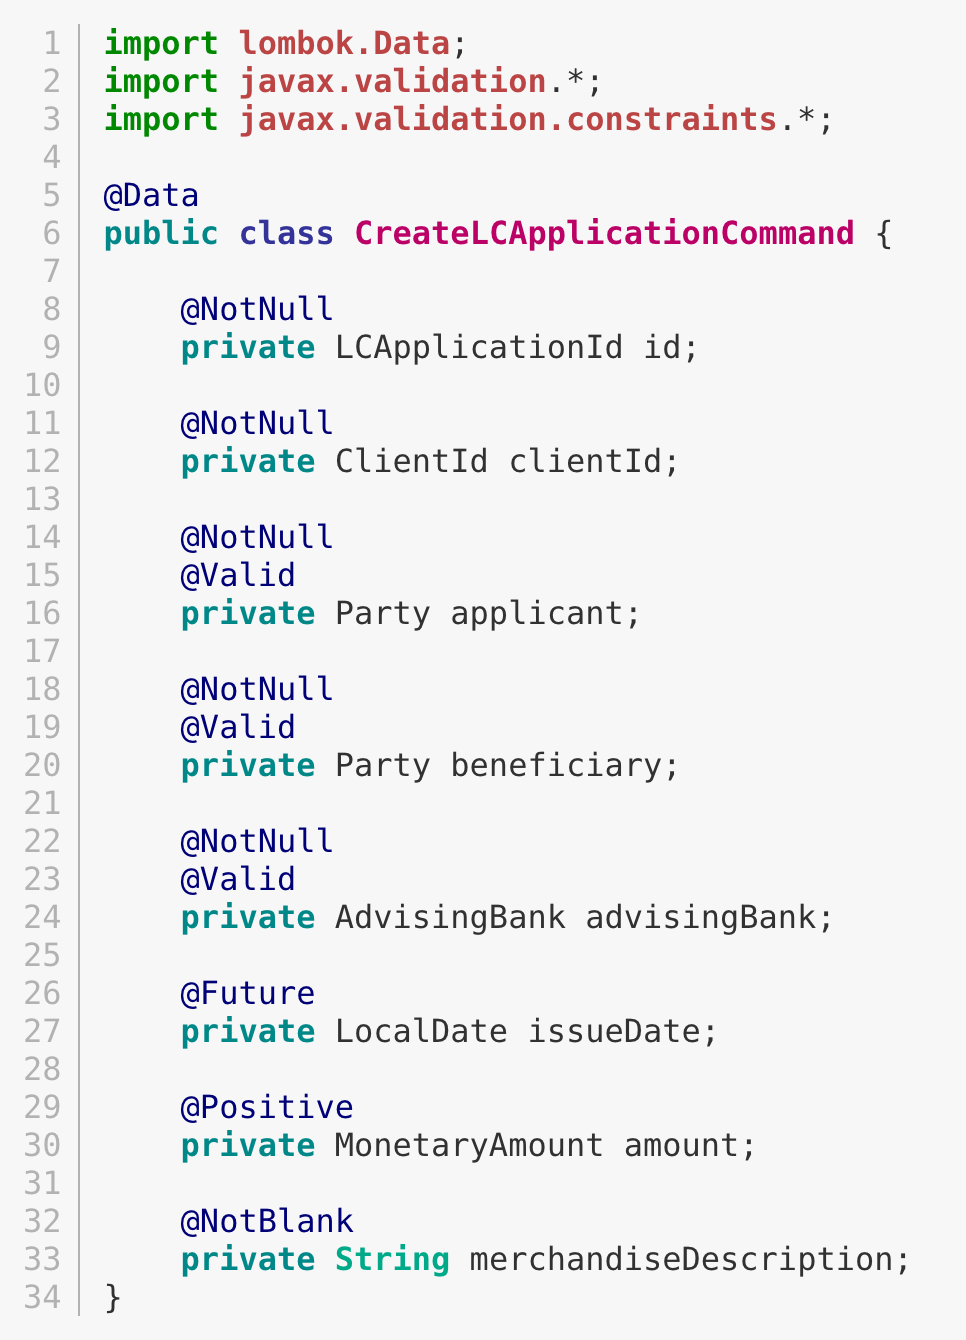 1 import lombok.Data;
2 import javax.validation.*;
3 import javax.validation.constraints.*;
4
5 @Data
6 public class CreateLCApplicationCommand {
7
8     @NotNull
9     private LCApplicationId id;
10
11     @NotNull
12     private ClientId clientId;
13
14     @NotNull
15     @Valid
16     private Party applicant;
17
18     @NotNull
19     @Valid
20     private Party beneficiary;
21
22     @NotNull
23     @Valid
24     private AdvisingBank advisingBank;
25
26     @Future
27     private LocalDate issueDate;
28
29     @Positive
30     private MonetaryAmount amount;
31
32     @NotBlank
33     private String merchandiseDescription;
34 }